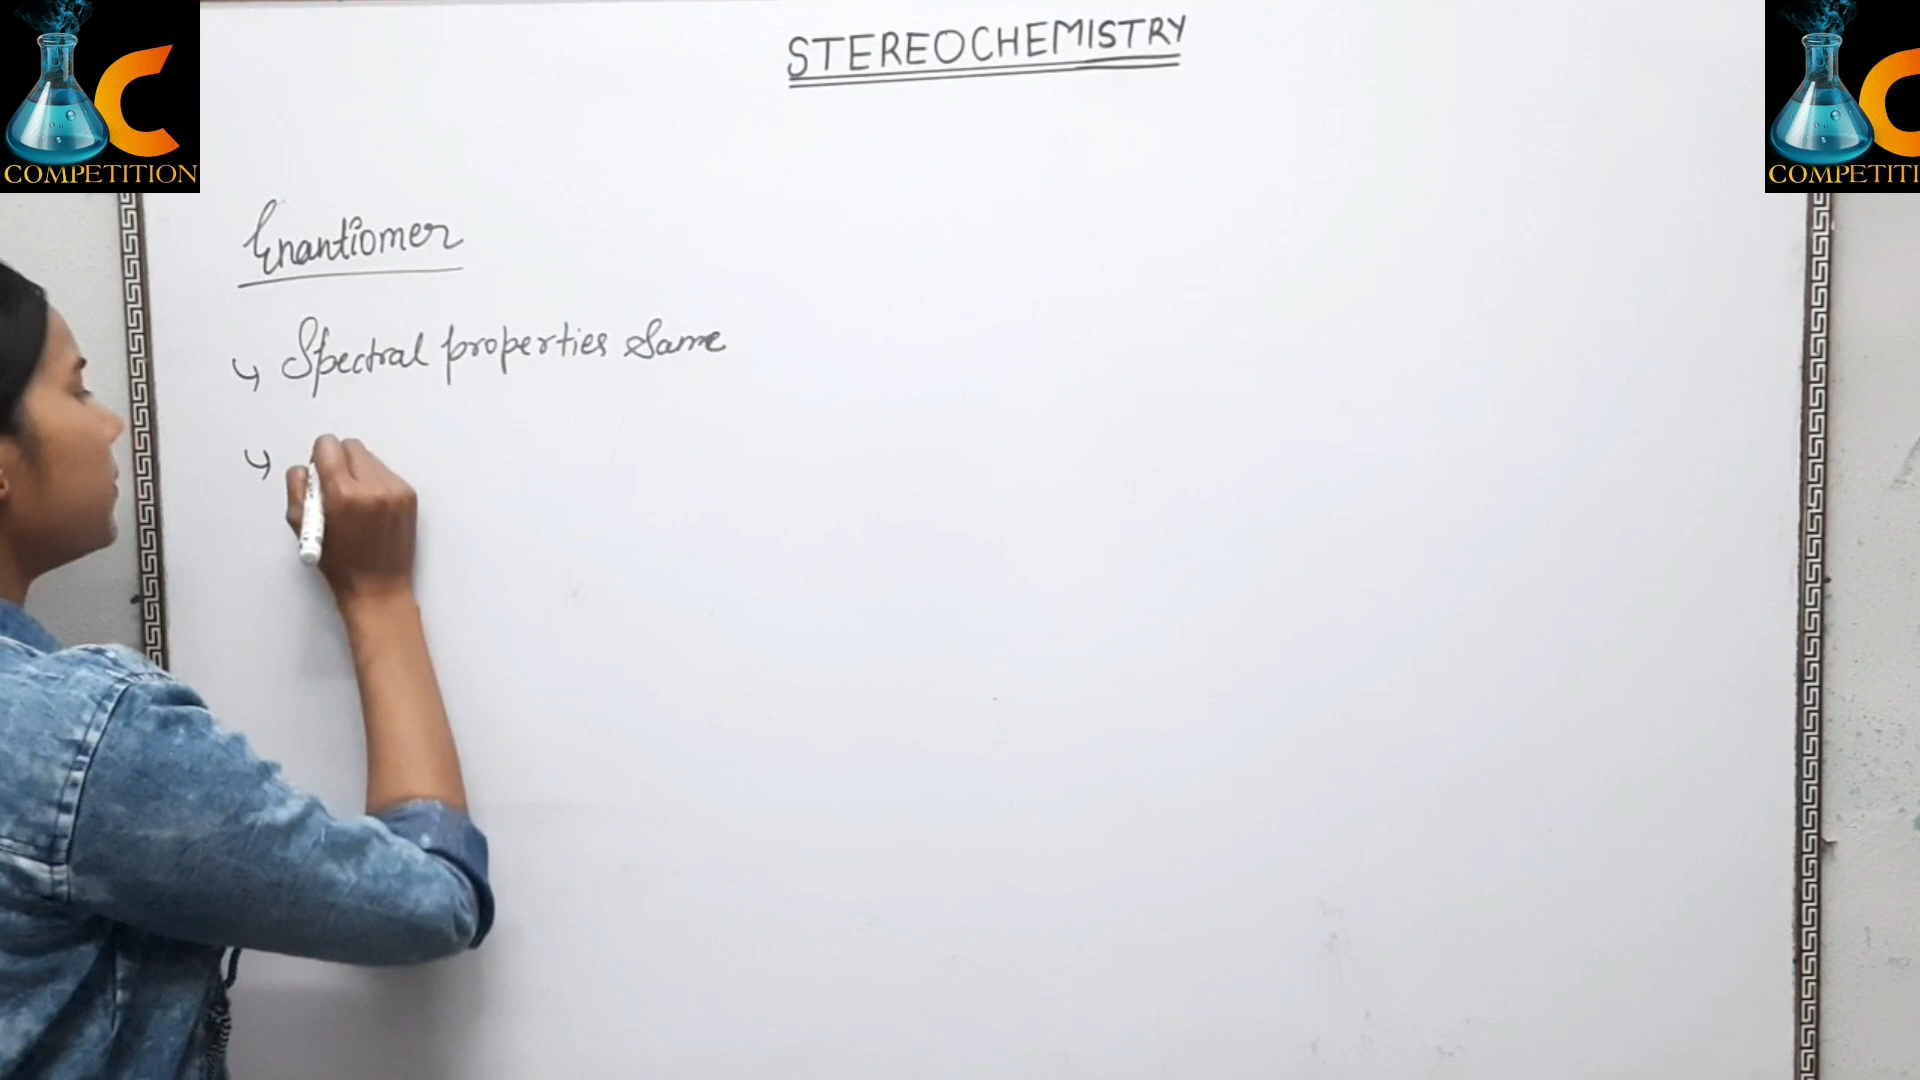 STEREOCHEMISTRY
C
COMPETITION
C
COMPETITI
Enantiomer
↳ Spectral properties Same
↳